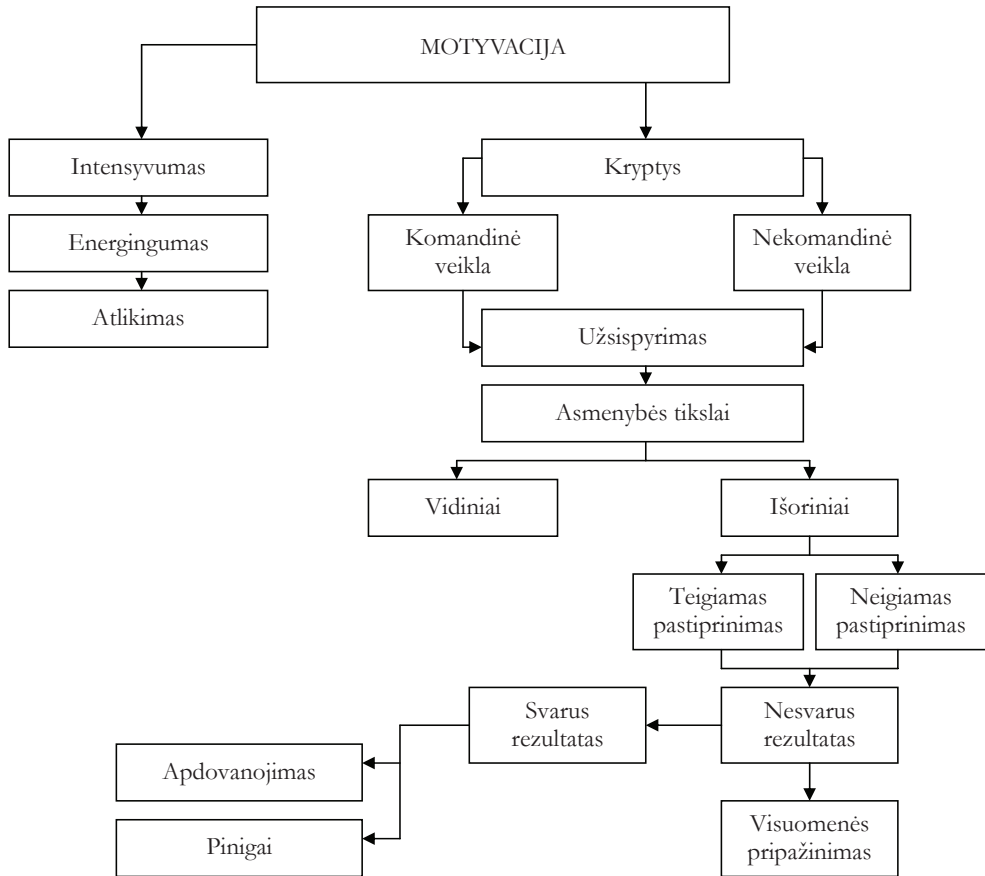 MOTYVACIJA
Intensyvumas
Kryptys
Energingumas
Komandinė
veikla
Nekomandinė
veikla
Atlikimas
Užsispyrimas
Asmenybės tikslai
Vidiniai
Išoriniai
Teigiamas
pastiprinimas
Neigiamas
pastiprinimas
Svarus
rezultatas
Nesvarus
rezultatas
Apdovanojimas
Pinigai
Visuomenės
pripažinimas